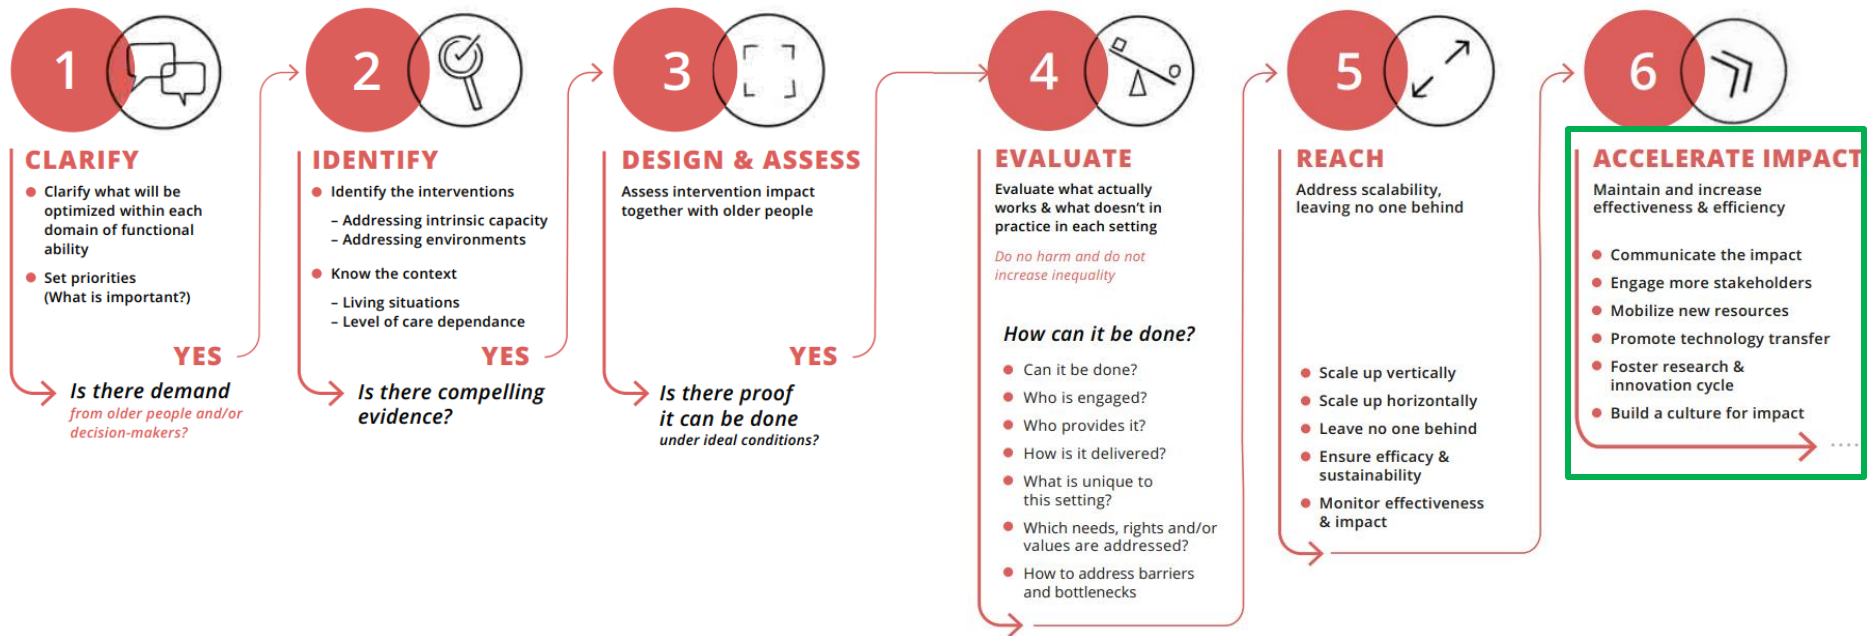 1
CLARIFY
Clarify what will be
optimized within each
domain of functional
ability
Set priorities
(What is important?)
YES
Is there demand
from older people and/or
decision-makers?
2
IDENTIFY
Identify the interventions
– Addressing intrinsic capacity
– Addressing environments
Know the context
– Living situations
– Level of care dependance
YES
Is there compelling
evidence?
3
DESIGN & ASSESS
Assess intervention impact
together with older people
YES
Is there proof
it can be done
under ideal conditions?
4
EVALUATE
Evaluate what actually
works & what doesn't in
practice in each setting
Do no harm and do not
increase inequality
How can it be done?
Can it be done?
Who is engaged?
Who provides it?
How is it delivered?
What is unique to
this setting?
Which needs, rights and/or
values are addressed?
How to address barriers
and bottlenecks
5
REACH
Address scalability,
leaving no one behind
Scale up vertically
Scale up horizontally
Leave no one behind
Ensure efficacy &
sustainability
Monitor effectiveness
& impact
6
ACCELERATE IMPACT
Maintain and increase
effectiveness & efficiency
Communicate the impact
Engage more stakeholders
Mobilize new resources
Promote technology transfer
Foster research &
innovation cycle
Build a culture for impact